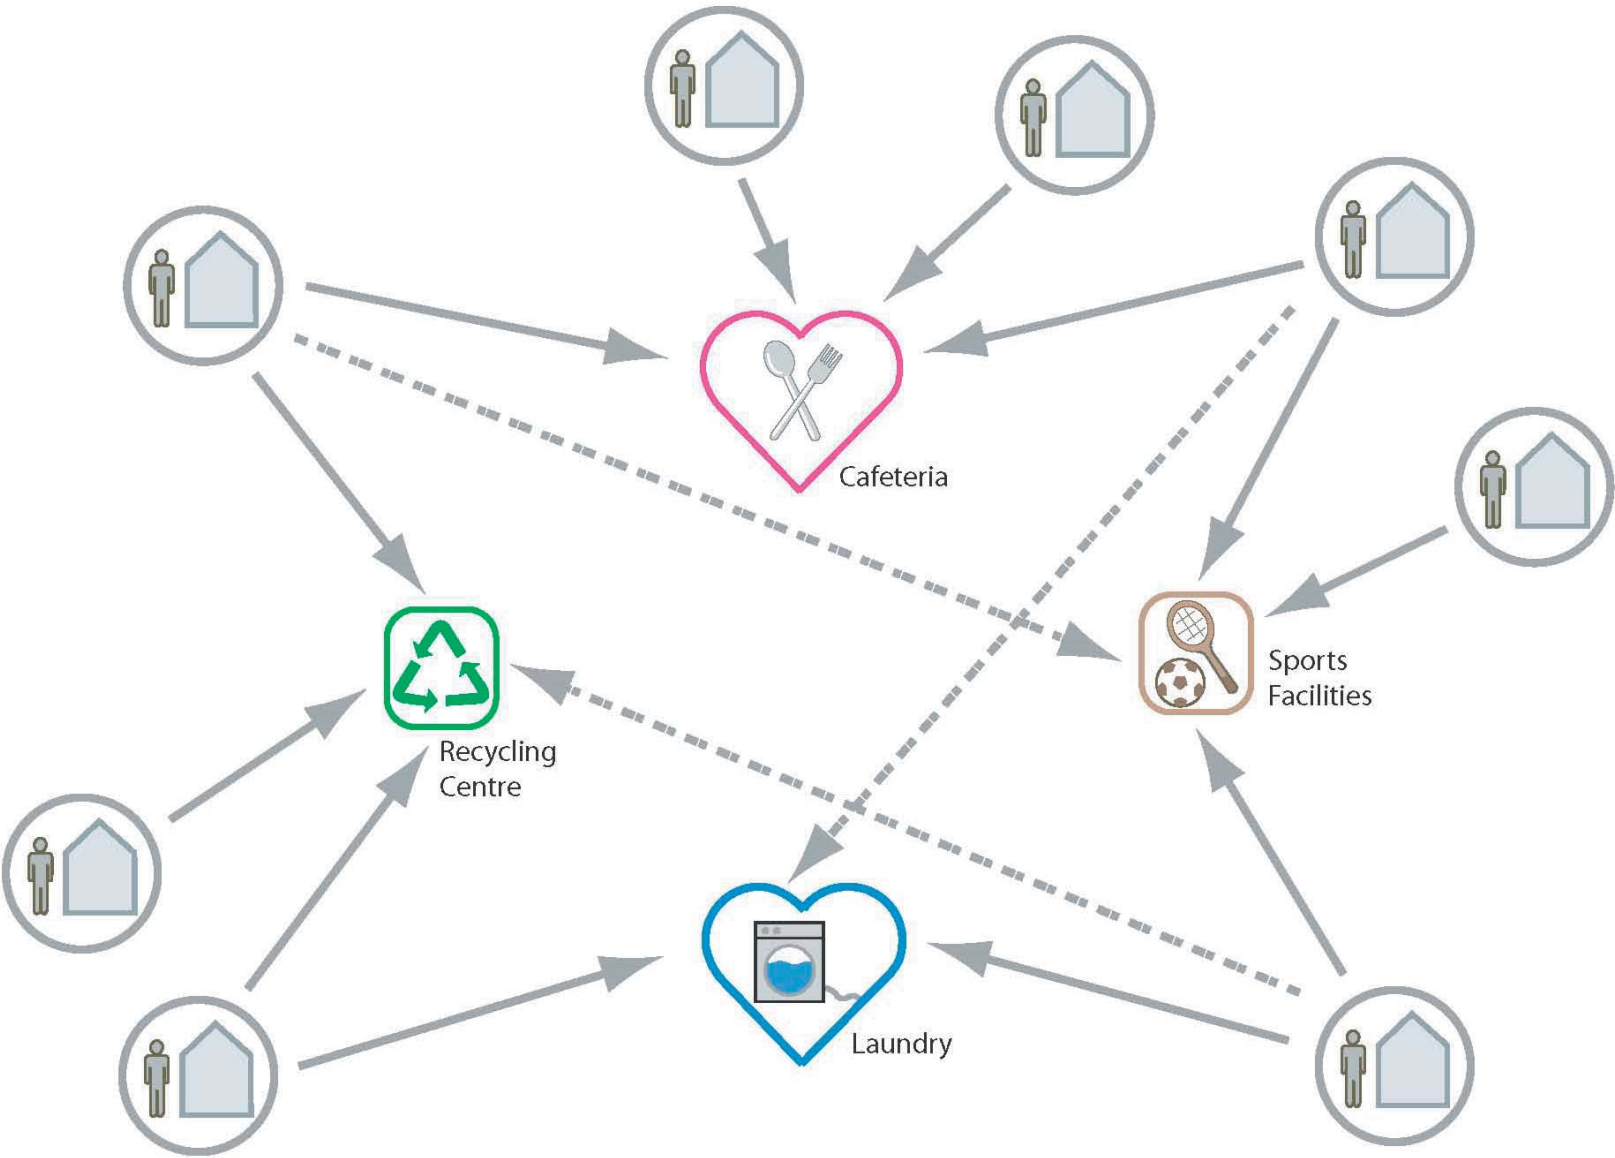 Cafeteria
Sports
Facilities
Recycling
Centre
Laundry